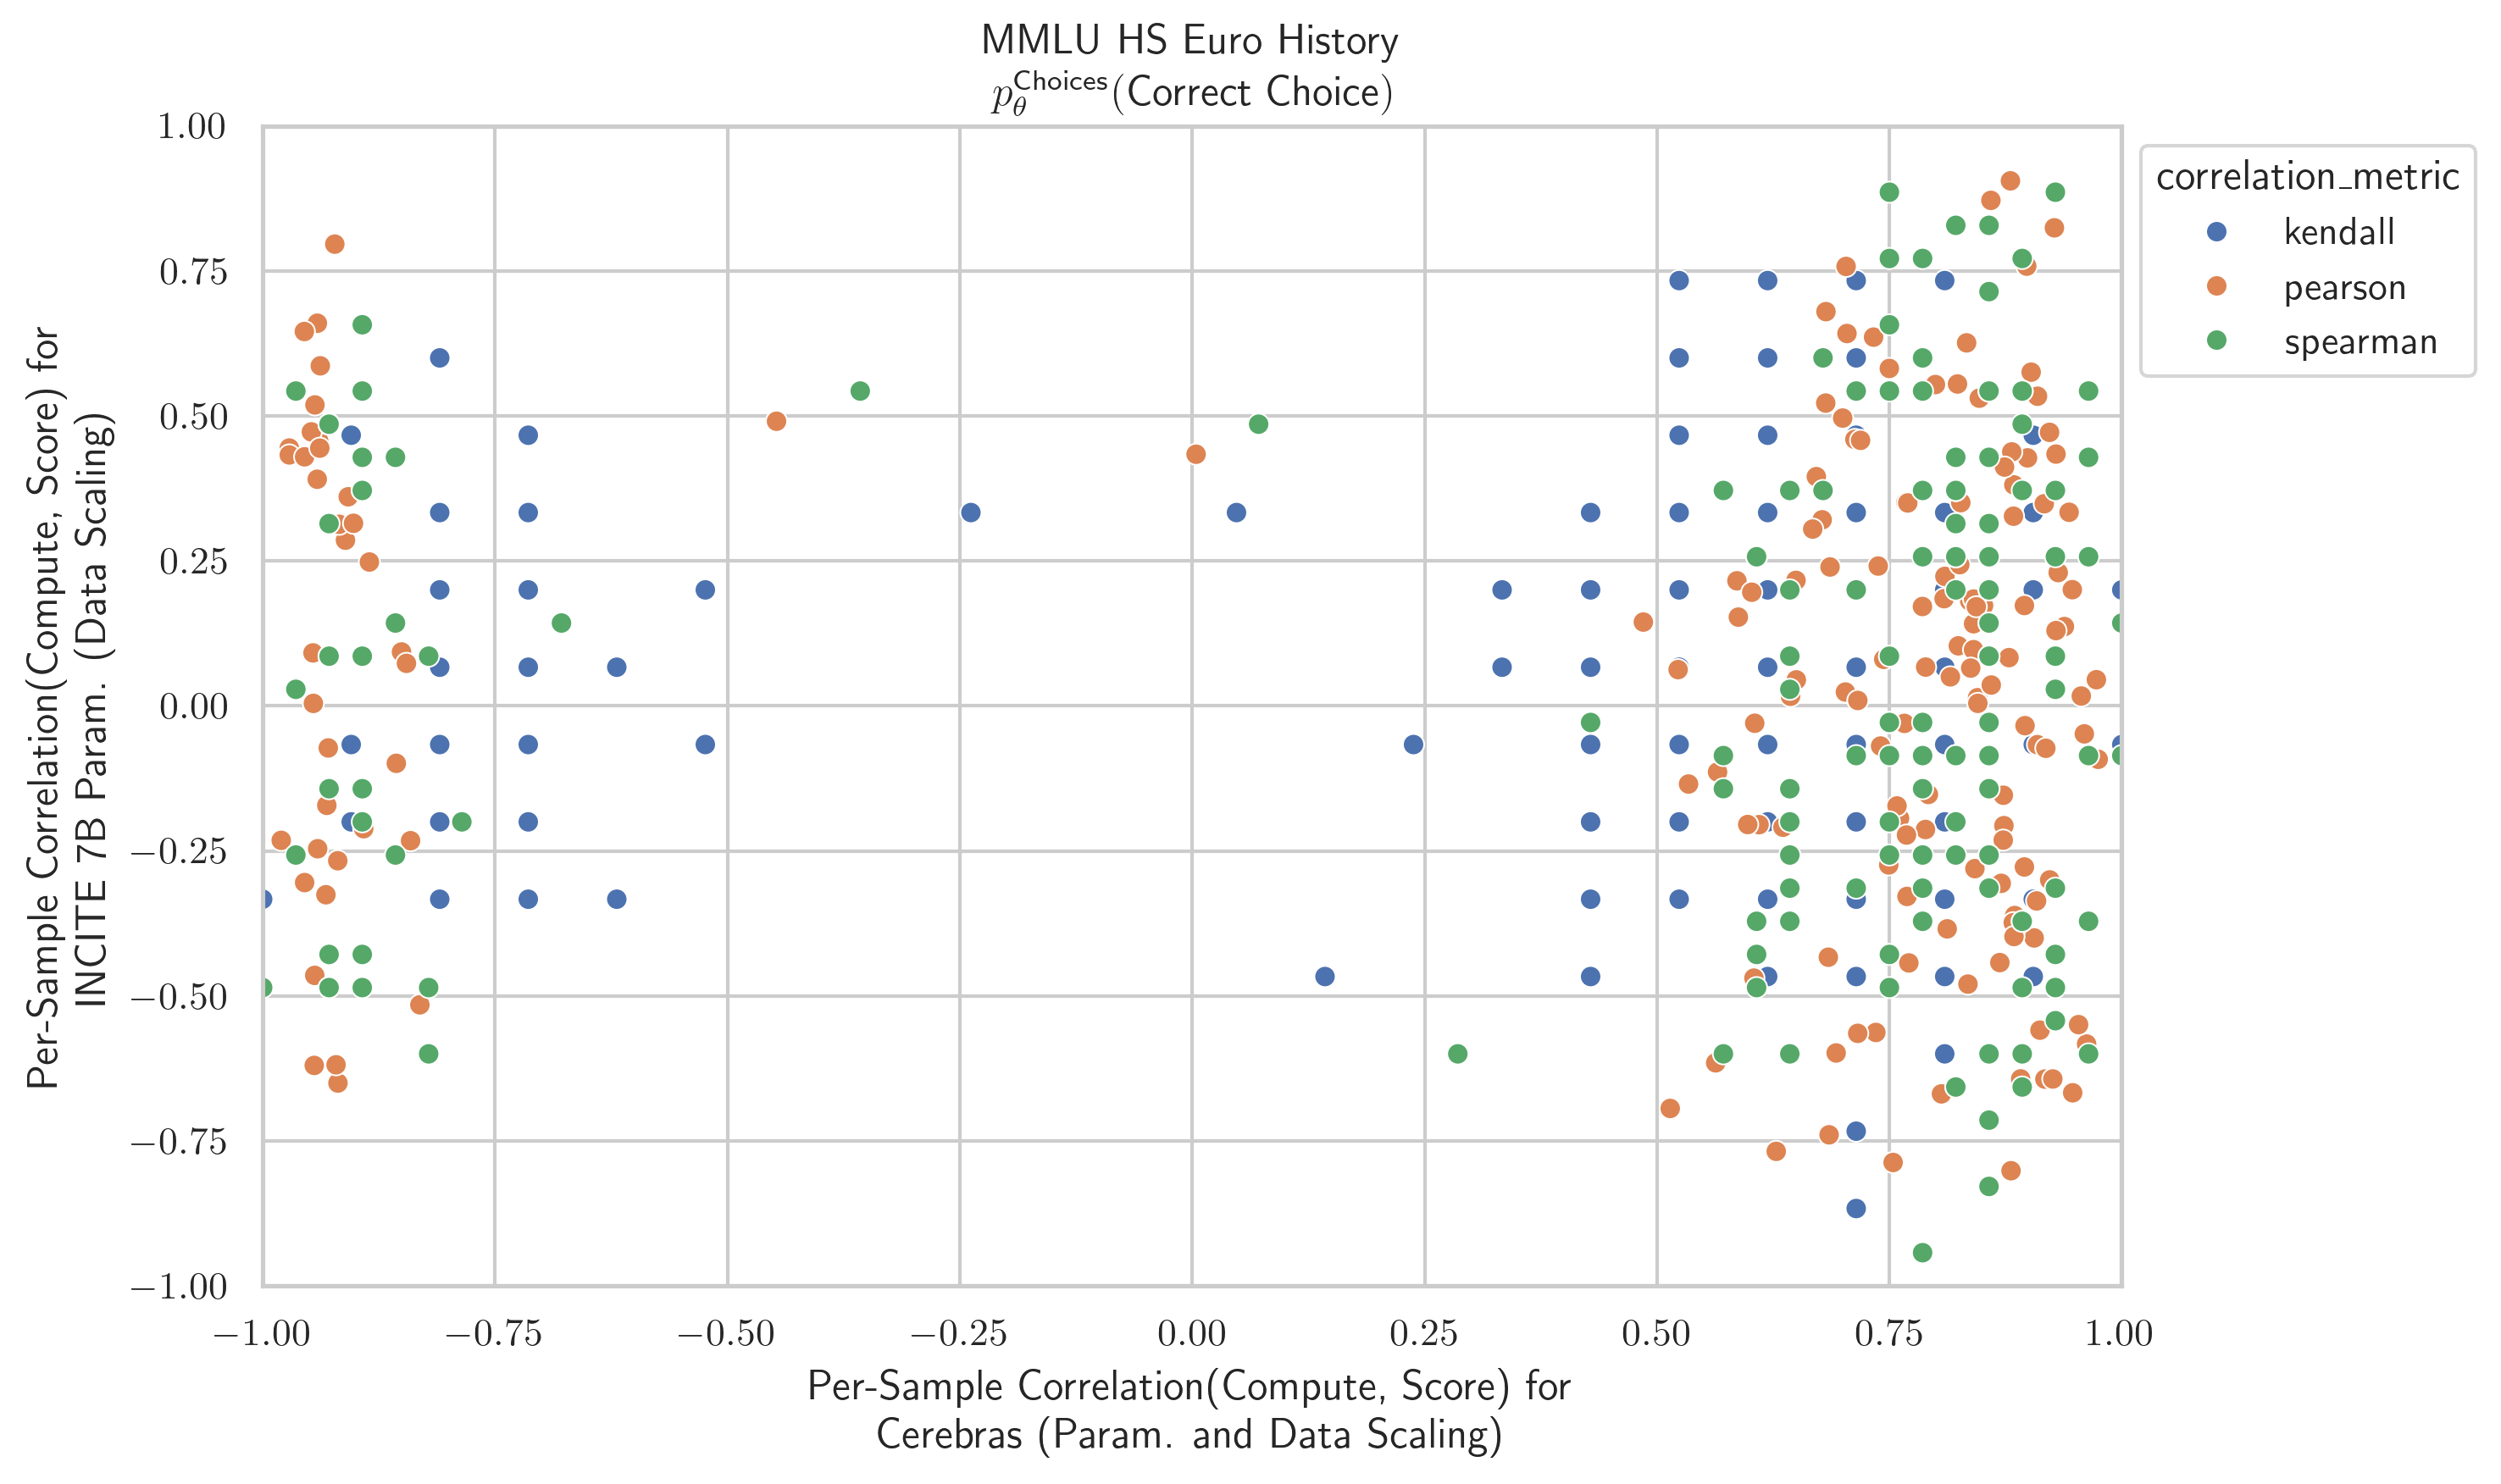 MMLU HS Euro History
p_θ^Choices(Correct Choice)
Per-Sample Correlation(Compute, Score) for
INCITE 7B Param. (Data Scaling)
1.00
0.75
0.50
0.25
0.00
−0.25
−0.50
−0.75
−1.00
−1.00 −0.75 −0.50 −0.25 0.00 0.25 0.50 0.75 1.00
Per-Sample Correlation(Compute, Score) for
Cerebras (Param. and Data Scaling)
correlation_metric
kendall
pearson
spearman